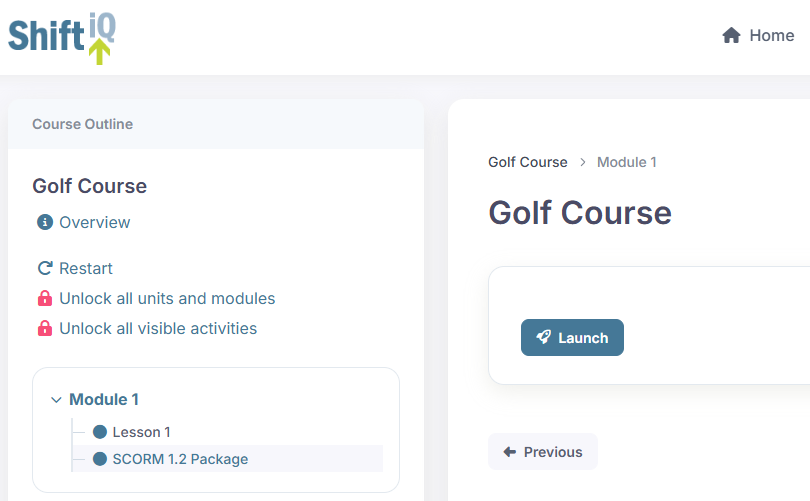 Shift iQ
Home
Course Outline
Golf Course
Overview
Restart
Unlock all units and modules
Unlock all visible activities
Module 1
Lesson 1
SCORM 1.2 Package
Golf Course > Module 1
Golf Course
Launch
Previous